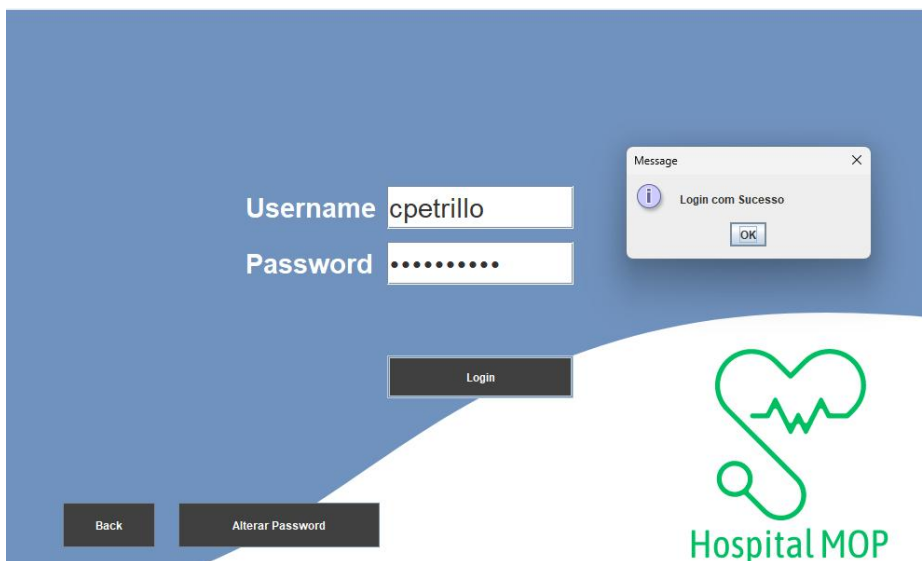 Message
Login com Sucesso
OK
Username cpetrillo
Password ••••••••••
Login
Back
Alterar Password
Hospital MOP